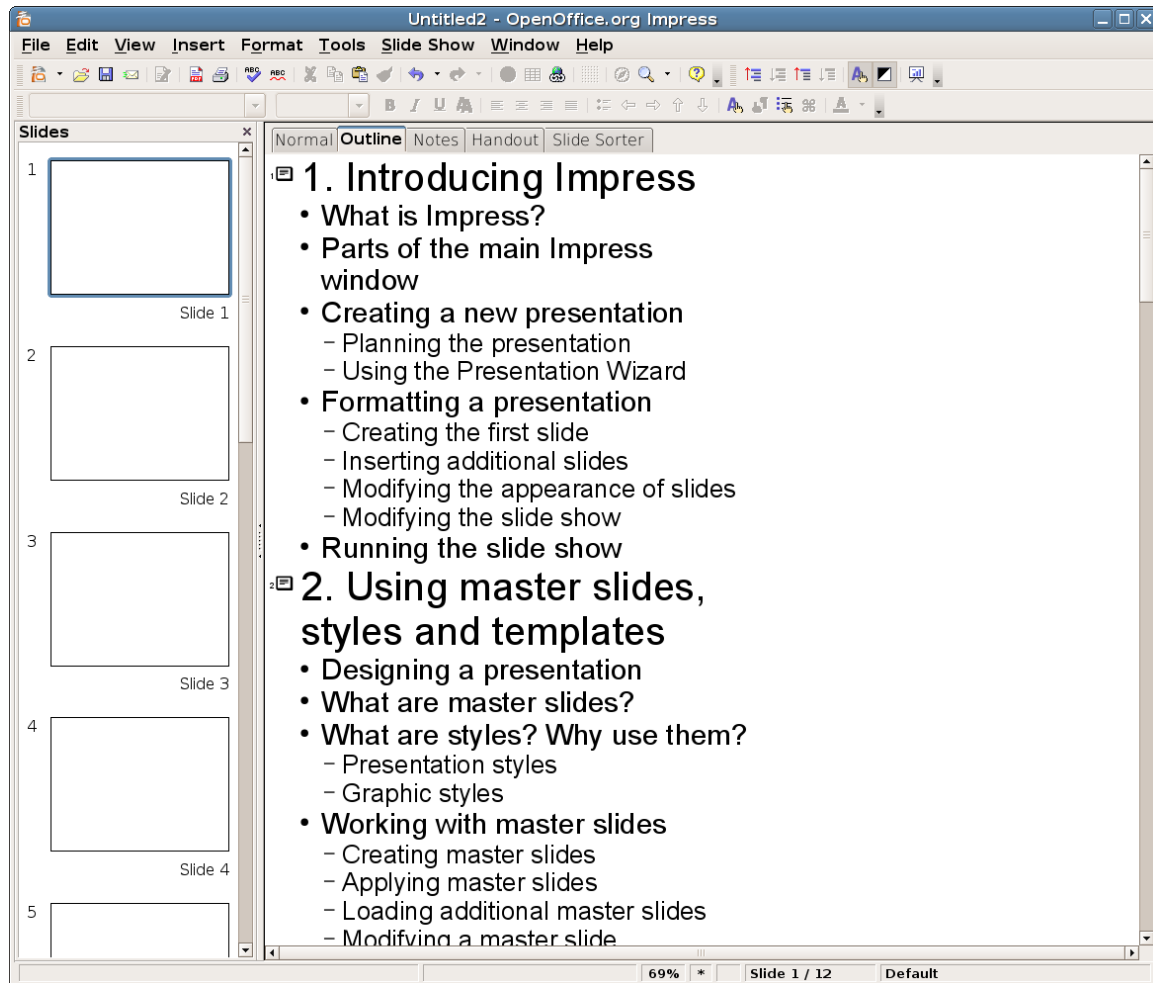 Untitled2 - OpenOffice.org Impress
File Edit View Insert Format Tools Slide Show Window Help
Slides
Normal Outline Notes Handout Slide Sorter
1
Slide 1
2
Slide 2
3
Slide 3
4
Slide 4
5
1 1. Introducing Impress
• What is Impress?
• Parts of the main Impress
window
• Creating a new presentation
– Planning the presentation
– Using the Presentation Wizard
• Formatting a presentation
– Creating the first slide
– Inserting additional slides
– Modifying the appearance of slides
– Modifying the slide show
• Running the slide show
2 2. Using master slides,
styles and templates
• Designing a presentation
• What are master slides?
• What are styles? Why use them?
– Presentation styles
– Graphic styles
• Working with master slides
– Creating master slides
– Applying master slides
– Loading additional master slides
– Modifying a master slide
69% * Slide 1 / 12 Default